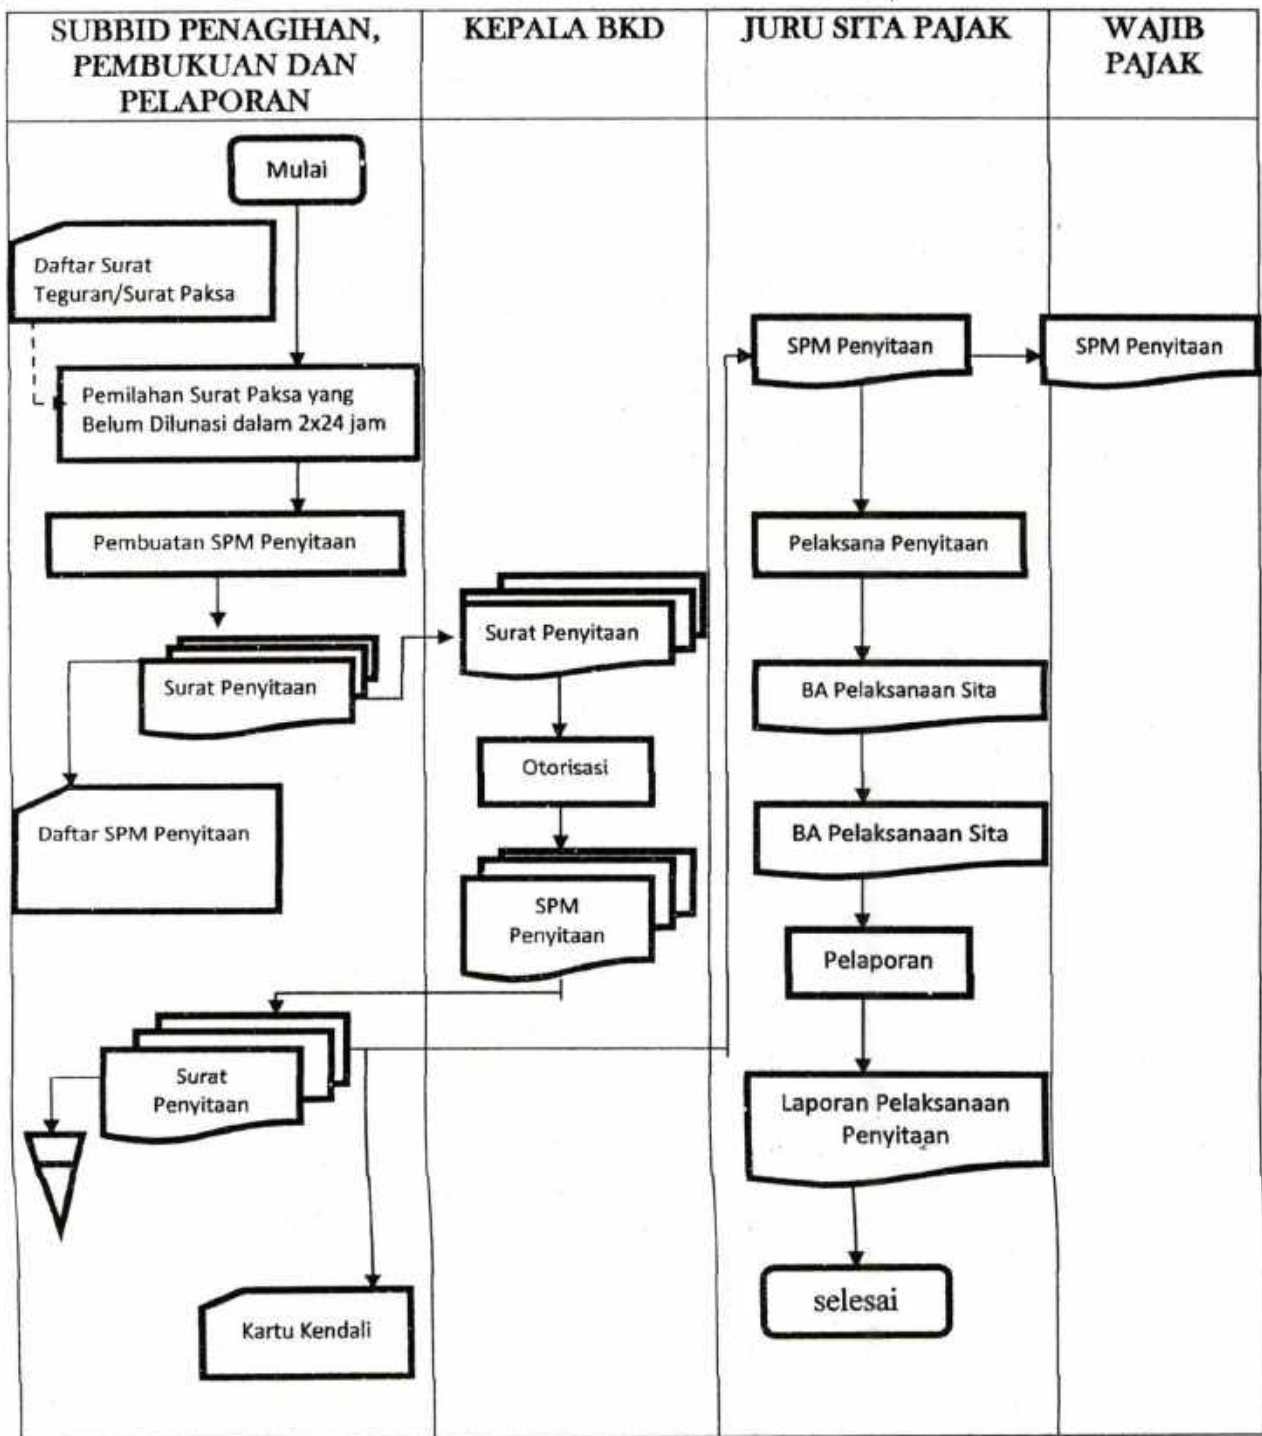 SUBBID PENAGIHAN,
PEMBUKUAN DAN
PELAPORAN
KEPALA BKD
JURU SITA PAJAK
WAJIB
PAJAK
Mulai
Daftar Surat
Teguran/Surat Paksa
Pemilahan Surat Paksa yang
Belum Dilunasi dalam 2x24 jam
Pembuatan SPM Penyitaan
Surat Penyitaan
Daftar SPM Penyitaan
Surat
Penyitaan
Kartu Kendali
Surat Penyitaan
Otorisasi
SPM
Penyitaan
SPM Penyitaan
Pelaksana Penyitaan
BA Pelaksanaan Sita
BA Pelaksanaan Sita
Pelaporan
Laporan Pelaksanaan
Penyitaan
selesai
SPM Penyitaan